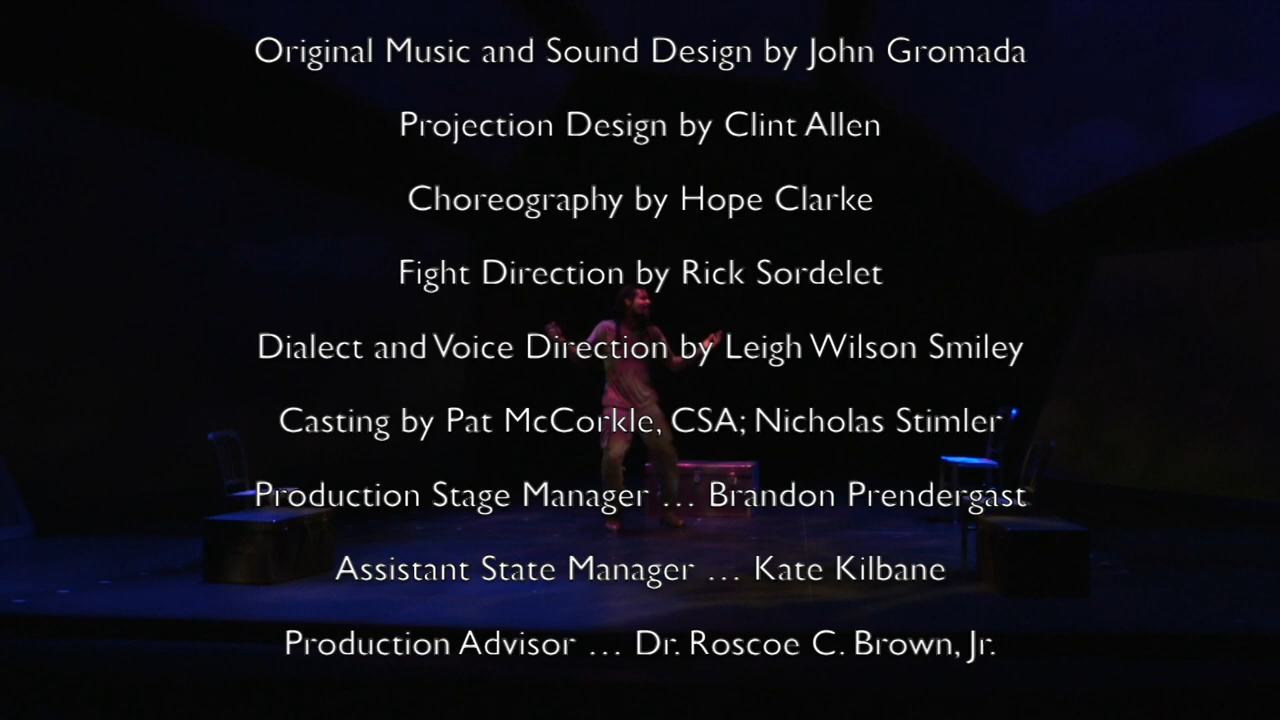 Original Music and Sound Design by John Gromada
Projection Design by Clint Allen
Choreography by Hope Clarke
Fight Direction by Rick Sordelet
Dialect and Voice Direction by Leigh Wilson Smiley
Casting by Pat McCorkle, CSA; Nicholas Stimler
Production Stage Manager … Brandon Prendergast
Assistant State Manager … Kate Kilbane
Production Advisor … Dr. Roscoe C. Brown, Jr.